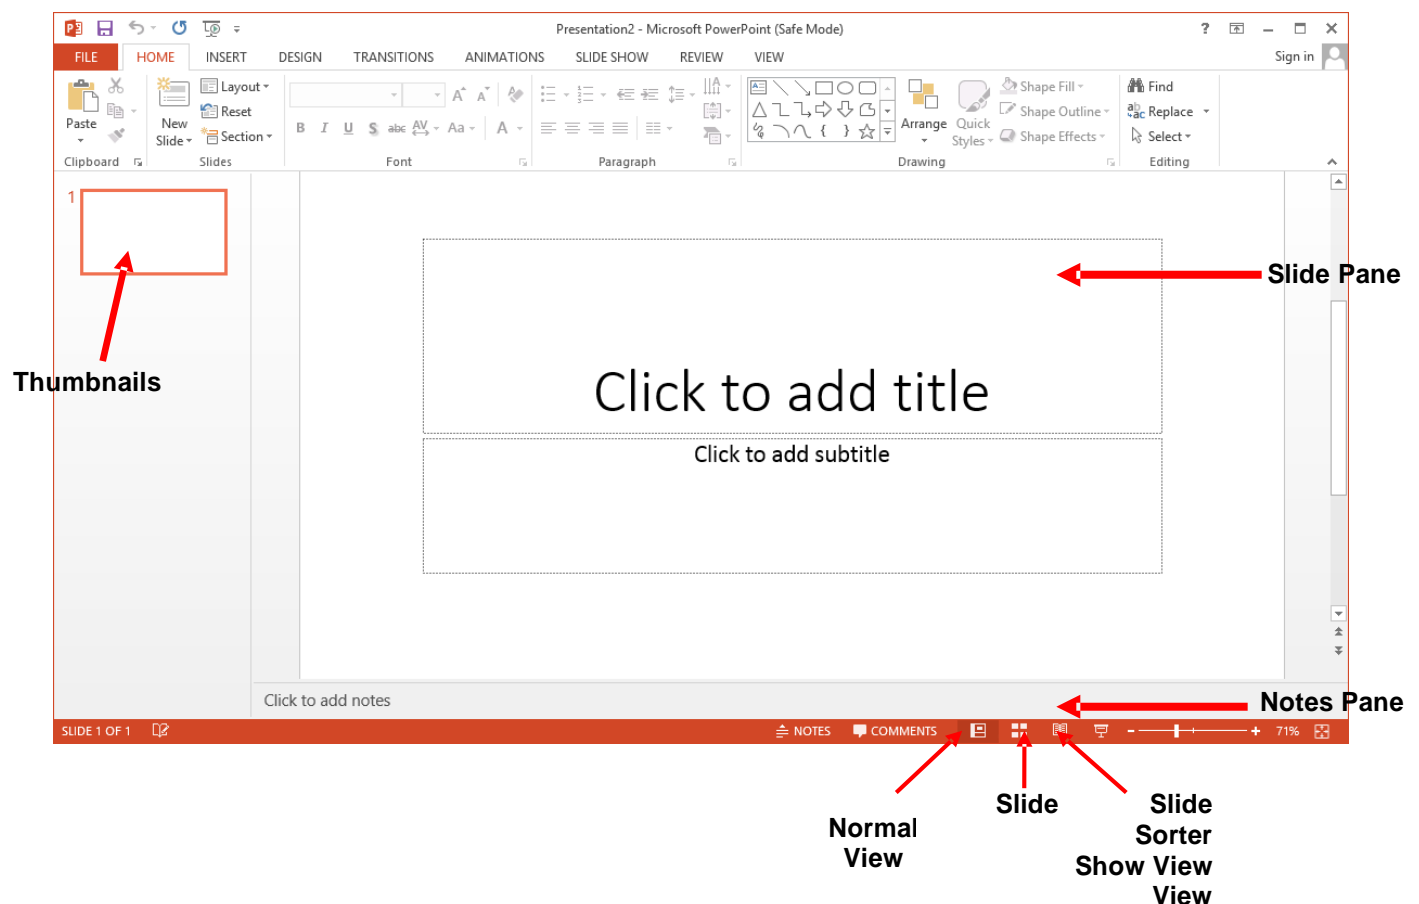 Presentation2 - Microsoft PowerPoint (Safe Mode)
FILE HOME INSERT DESIGN TRANSITIONS ANIMATIONS SLIDE SHOW REVIEW VIEW Sign in
Layout Shape Fill Find
Reset Shape Outline Replace
Paste New Slide Section B I U S abc AV Aa A Arrange Quick Styles Shape Effects Select
Clipboard Slides Font Paragraph Drawing Editing
1
Slide Pane
Thumbnails
Click to add title
Click to add subtitle
Click to add notes
Notes Pane
SLIDE 1 OF 1 NOTES COMMENTS 71%
Normal
View
Slide
Slide
Sorter
Show View
View